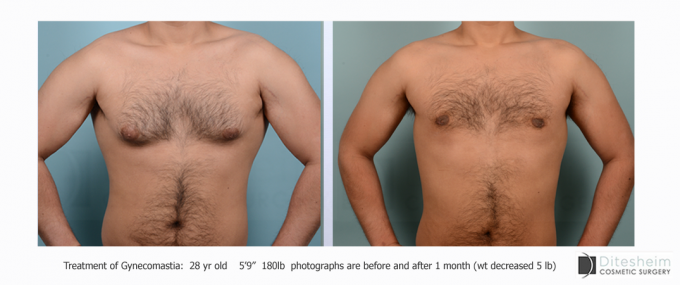 Treatment of Gynecomastia: 28 yr old 5'9" 180lb photographs are before and after 1 month (wt decreased 5 lb)
Ditesheim
COSMETIC SURGERY